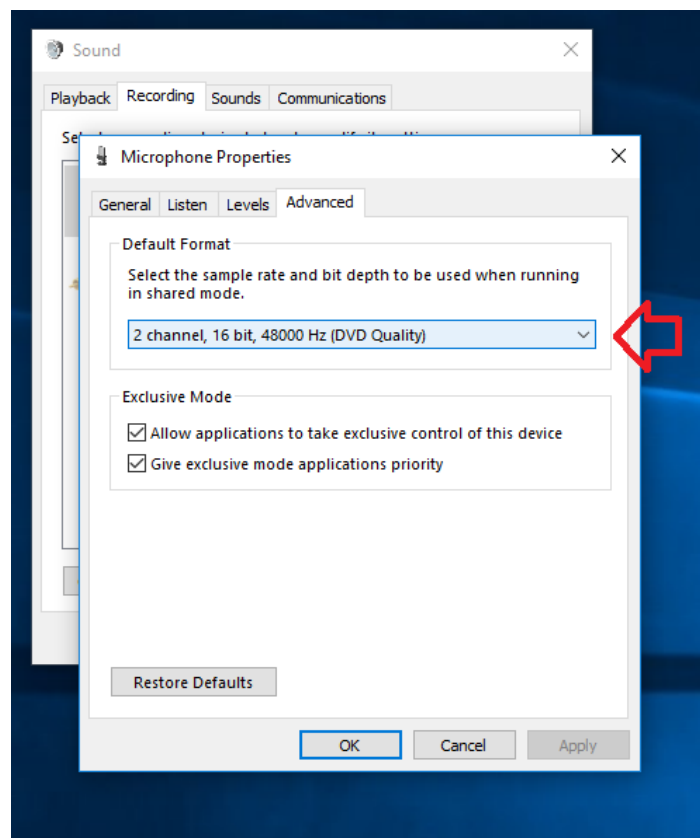 Sound
Playback Recording Sounds Communications
Microphone Properties
General Listen Levels Advanced
Default Format
Select the sample rate and bit depth to be used when running
in shared mode.
2 channel, 16 bit, 48000 Hz (DVD Quality)
Exclusive Mode
Allow applications to take exclusive control of this device
Give exclusive mode applications priority
Restore Defaults
OK Cancel Apply